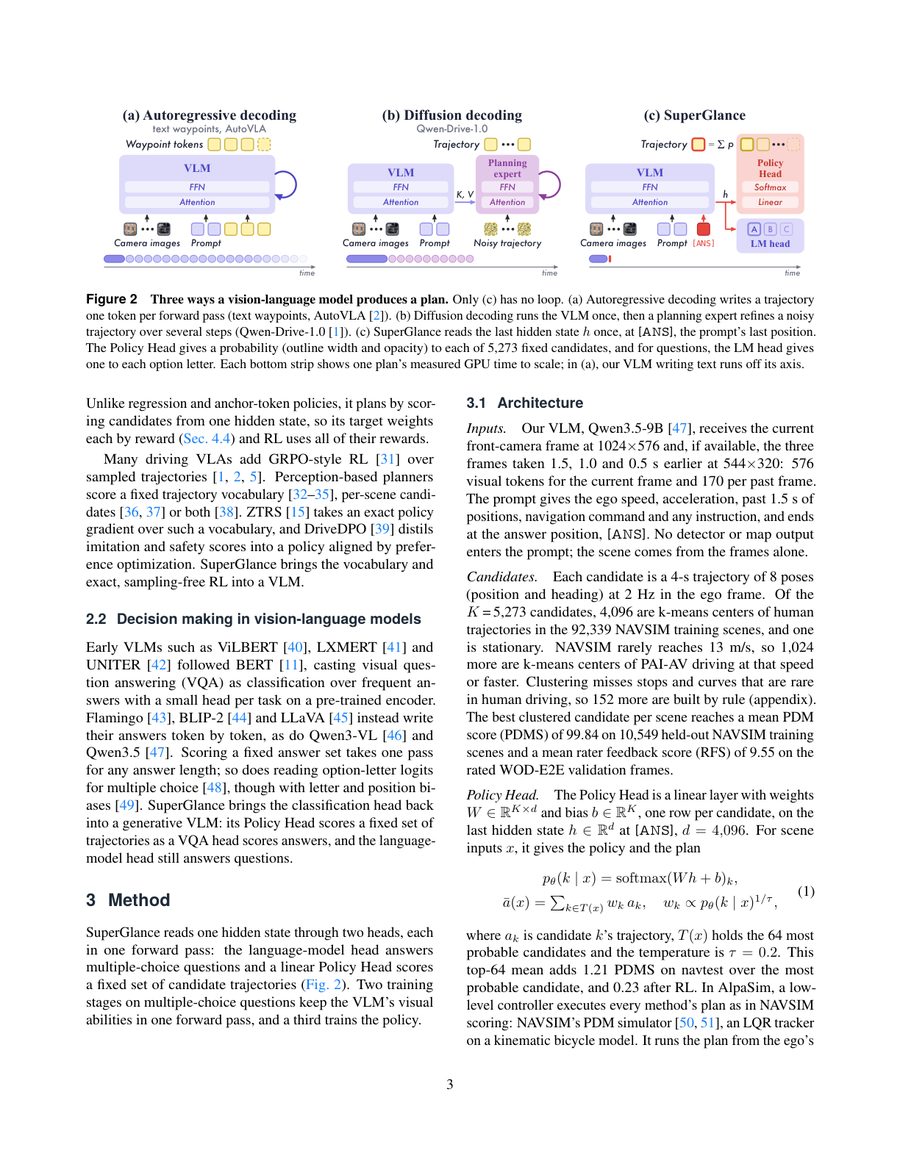 (a) Autoregressive decoding
text waypoints, AutoVLA
Waypoint tokens
VLM
FFN
Attention
Camera images Prompt
time
(b) Diffusion decoding
Qwen-Drive-1.0
Trajectory
VLM
FFN
Attention
K, V
Planning
expert
FFN
Attention
Camera images Prompt Noisy trajectory
time
(c) SuperGlance
Trajectory = Σ p
VLM
FFN
Attention
h
Policy
Head
Softmax
Linear
A B C
LM head
Camera images Prompt [ANS]
time
Figure 2 Three ways a vision-language model produces a plan. Only (c) has no loop. (a) Autoregressive decoding writes a trajectory
one token per forward pass (text waypoints, AutoVLA [2]). (b) Diffusion decoding runs the VLM once, then a planning expert refines a noisy
trajectory over several steps (Qwen-Drive-1.0 [1]). (c) SuperGlance reads the last hidden state h once, at [ANS], the prompt's last position.
The Policy Head gives a probability (outline width and opacity) to each of 5,273 fixed candidates, and for questions, the LM head gives
one to each option letter. Each bottom strip shows one plan's measured GPU time to scale; in (a), our VLM writing text runs off its axis.
Unlike regression and anchor-token policies, it plans by scor-
ing candidates from one hidden state, so its target weights
each by reward (Sec. 4.4) and RL uses all of their rewards.
Many driving VLAs add GRPO-style RL [31] over
sampled trajectories [1, 2, 5]. Perception-based planners
score a fixed trajectory vocabulary [32–35], per-scene candi-
dates [36, 37] or both [38]. ZTRS [15] takes an exact policy
gradient over such a vocabulary, and DriveDPO [39] distils
imitation and safety scores into a policy aligned by prefer-
ence optimization. SuperGlance brings the vocabulary and
exact, sampling-free RL into a VLM.
2.2 Decision making in vision-language models
Early VLMs such as ViLBERT [40], LXMERT [41] and
UNITER [42] followed BERT [11], casting visual ques-
tion answering (VQA) as classification over frequent an-
swers with a small head per task on a pre-trained encoder.
Flamingo [43], BLIP-2 [44] and LLaVA [45] instead write
their answers token by token, as do Qwen3-VL [46] and
Qwen3.5 [47]. Scoring a fixed answer set takes one pass
for any answer length; so does reading option-letter logits
for multiple choice [48], though with letter and position bi-
ases [49]. SuperGlance brings the classification head back
into a generative VLM: its Policy Head scores a fixed set of
trajectories as a VQA head scores answers, and the language-
model head still answers questions.
3 Method
SuperGlance reads one hidden state through two heads, each
in one forward pass: the language-model head answers
multiple-choice questions and a linear Policy Head scores
a fixed set of candidate trajectories (Fig. 2). Two training
stages on multiple-choice questions keep the VLM's visual
abilities in one forward pass, and a third trains the policy.
3.1 Architecture
Inputs. Our VLM, Qwen3.5-9B [47], receives the current
front-camera frame at 1024×576 and, if available, the three
frames taken 1.5, 1.0 and 0.5 s earlier at 544×320: 576
visual tokens for the current frame and 170 per past frame.
The prompt gives the ego speed, acceleration, past 1.5 s of
positions, navigation command and any instruction, and ends
at the answer position, [ANS]. No detector or map output
enters the prompt; the scene comes from the frames alone.
Candidates. Each candidate is a 4-s trajectory of 8 poses
(position and heading) at 2 Hz in the ego frame. Of the
K = 5,273 candidates, 4,096 are k-means centers of human
trajectories in the 92,339 NAVSIM training scenes, and one
is stationary. NAVSIM rarely reaches 13 m/s, so 1,024
more are k-means centers of PAI-AV driving at that speed
or faster. Clustering misses stops and curves that are rare
in human driving, so 152 more are built by rule (appendix).
The best clustered candidate per scene reaches a mean PDM
score (PDMS) of 99.84 on 10,549 held-out NAVSIM training
scenes and a mean rater feedback score (RFS) of 9.55 on the
rated WOD-E2E validation frames.
Policy Head. The Policy Head is a linear layer with weights
W ∈ ℝ^{K×d} and bias b ∈ ℝ^K, one row per candidate, on the
last hidden state h ∈ ℝ^d at [ANS], d = 4,096. For scene
inputs x, it gives the policy and the plan
p_θ(k | x) = softmax(Wh + b)_k,
ā(x) = ∑_{k∈T(x)} w_k a_k, w_k ∝ p_θ(k | x)^{1/τ}, (1)
where a_k is candidate k's trajectory, T(x) holds the 64 most
probable candidates and the temperature is τ = 0.2. This
top-64 mean adds 1.21 PDMS on navtest over the most
probable candidate, and 0.23 after RL. In AlpaSim, a low-
level controller executes every method's plan as in NAVSIM
scoring: NAVSIM's PDM simulator [50, 51], an LQR tracker
on a kinematic bicycle model. It runs the plan from the ego's
3